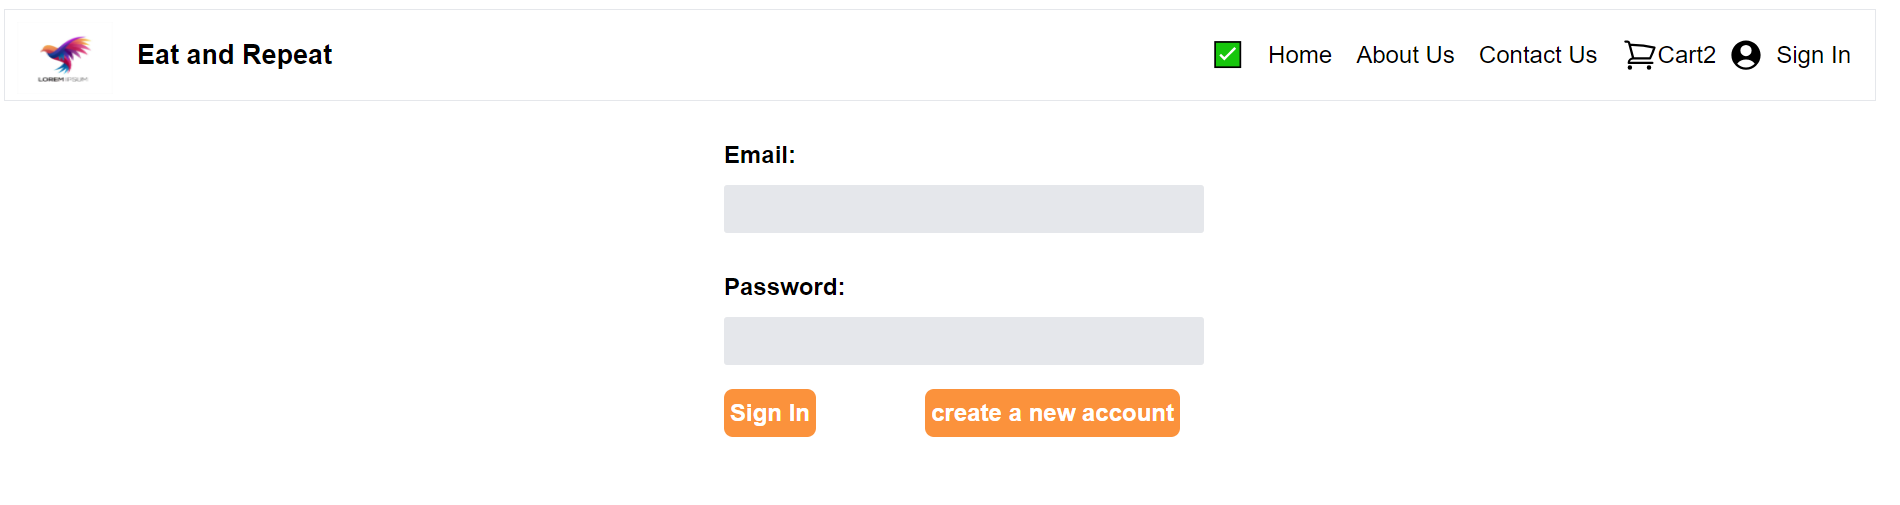 LOREM IPSUM
Eat and Repeat
Home About Us Contact Us Cart2 Sign In
Email:
Password:
Sign In create a new account